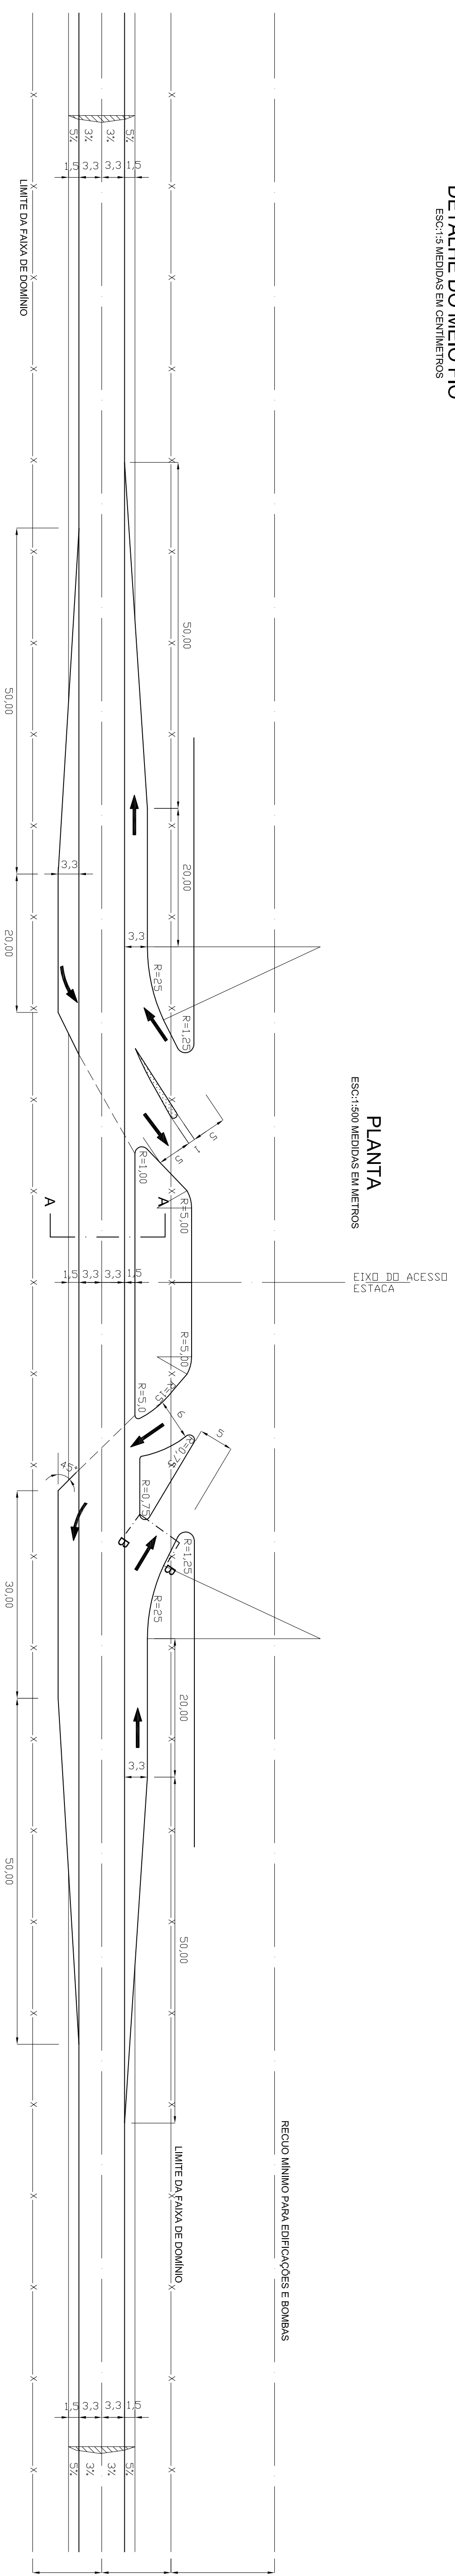 DETALHE DO MEIO FIO
ESC:1:5 MEDIDAS EM CENTÍMETROS
5%
3%
3%
5%
1,5
3,3
3,3
1,5
LIMITE DA FAIXA DE DOMÍNIO
50,00
50,00
20,00
3,3
20,00
3,3
R=25
R=1,25
PLANTA
ESC:1:500 MEDIDAS EM METROS
5
1
5
R=1,00
R=5,00
A
A
EIXO DO ACESSO
ESTACA
1,5
3,3
3,3
1,5
R=5,00
R=5,0
R=15
6
5
R=0,75
R=0,75
45°
B
B
R=1,25
R=25
30,00
20,00
3,3
50,00
50,00
RECUO MÍNIMO PARA EDIFICAÇÕES E BOMBAS
LIMITE DA FAIXA DE DOMÍNIO
1,5
3,3
3,3
1,5
5%
3%
3%
5%